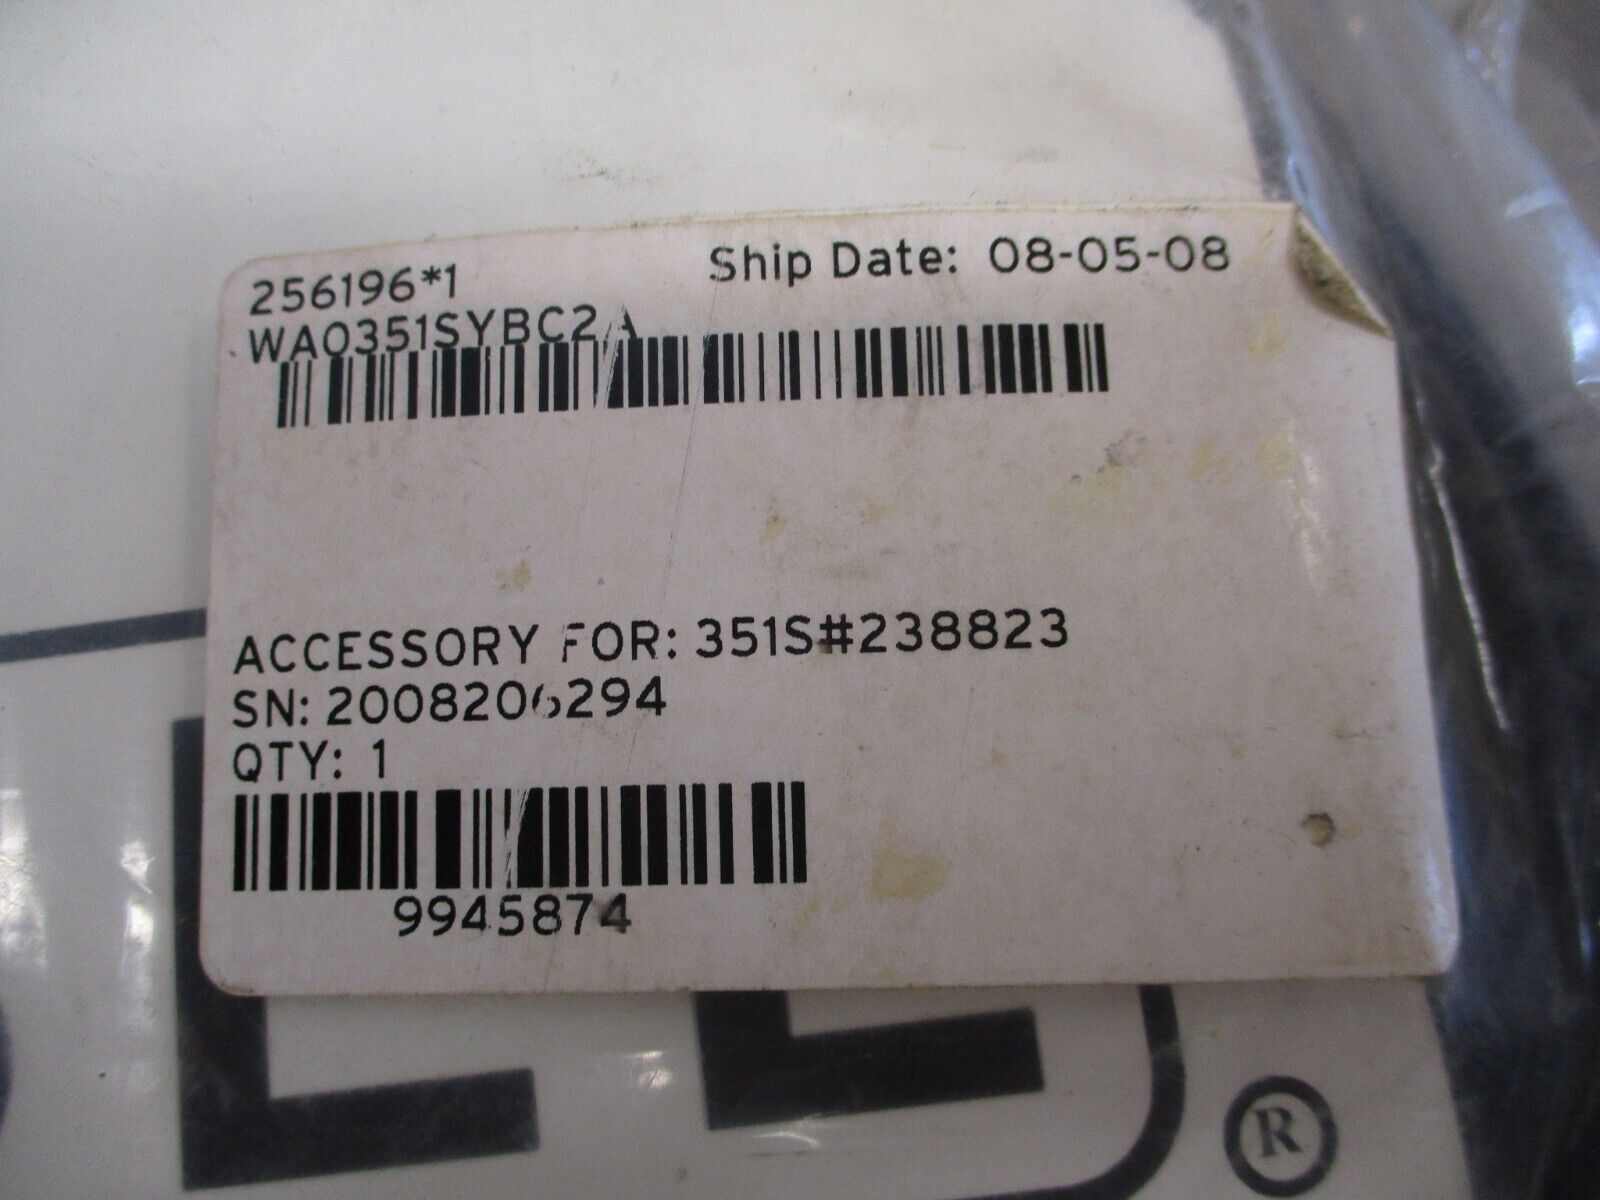 256196*1 Ship Date: 08-05-08
WA0351SYBC2A
ACCESSORY FOR: 351S#238823
SN: 2008206294
QTY: 1
9945874
®